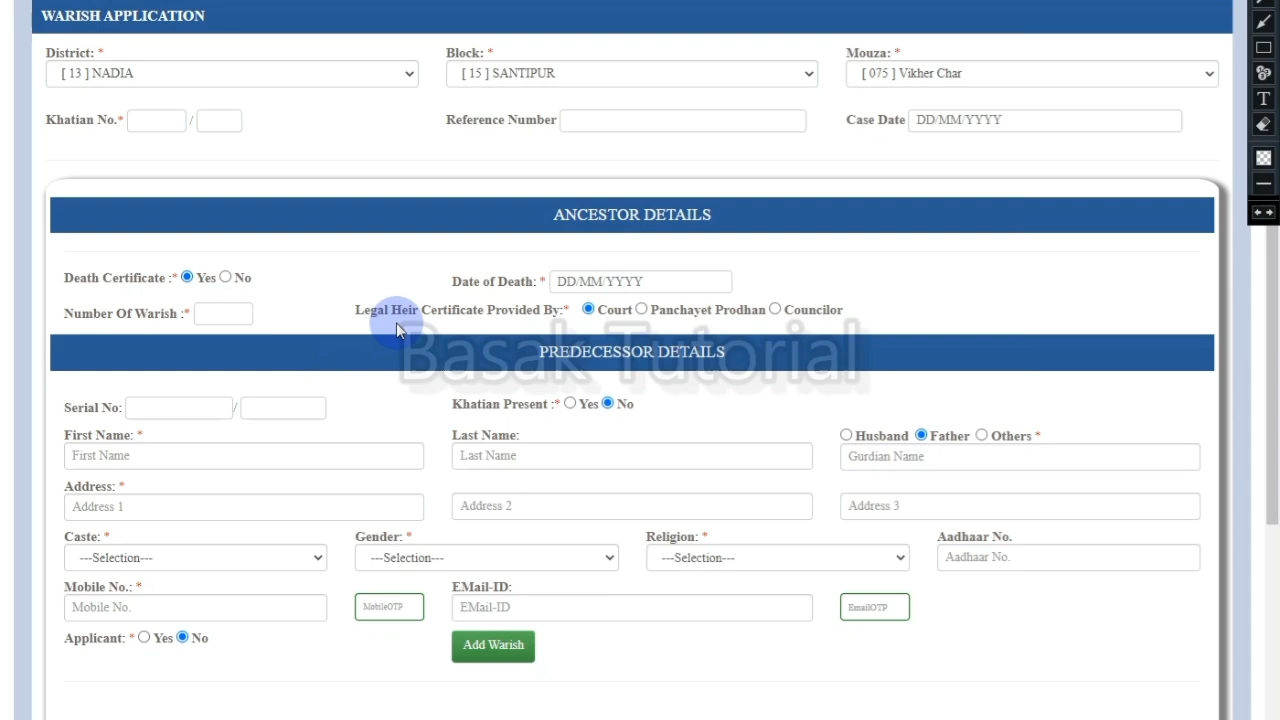 WARISH APPLICATION
District: * Block: * Mouza: *
[ 13 ] NADIA [ 15 ] SANTIPUR [ 075 ] Vikher Char
Khatian No.* / Reference Number Case Date DD/MM/YYYY
ANCESTOR DETAILS
Death Certificate :* Yes No Date of Death: * DD/MM/YYYY
Number Of Warish :* Legal Heir Certificate Provided By:* Court Panchayet Prodhan Councilor
PREDECESSOR DETAILS
Basak Tutorial
Serial No: / Khatian Present :* Yes No
First Name: * Last Name: Husband Father Others *
First Name Last Name Gurdian Name
Address: *
Address 1 Address 2 Address 3
Caste: * Gender: * Religion: * Aadhaar No.
---Selection--- ---Selection--- ---Selection--- Aadhaar No.
Mobile No.: * EMail-ID:
Mobile No. MobileOTP EMail-ID EmailOTP
Applicant: * Yes No Add Warish
T